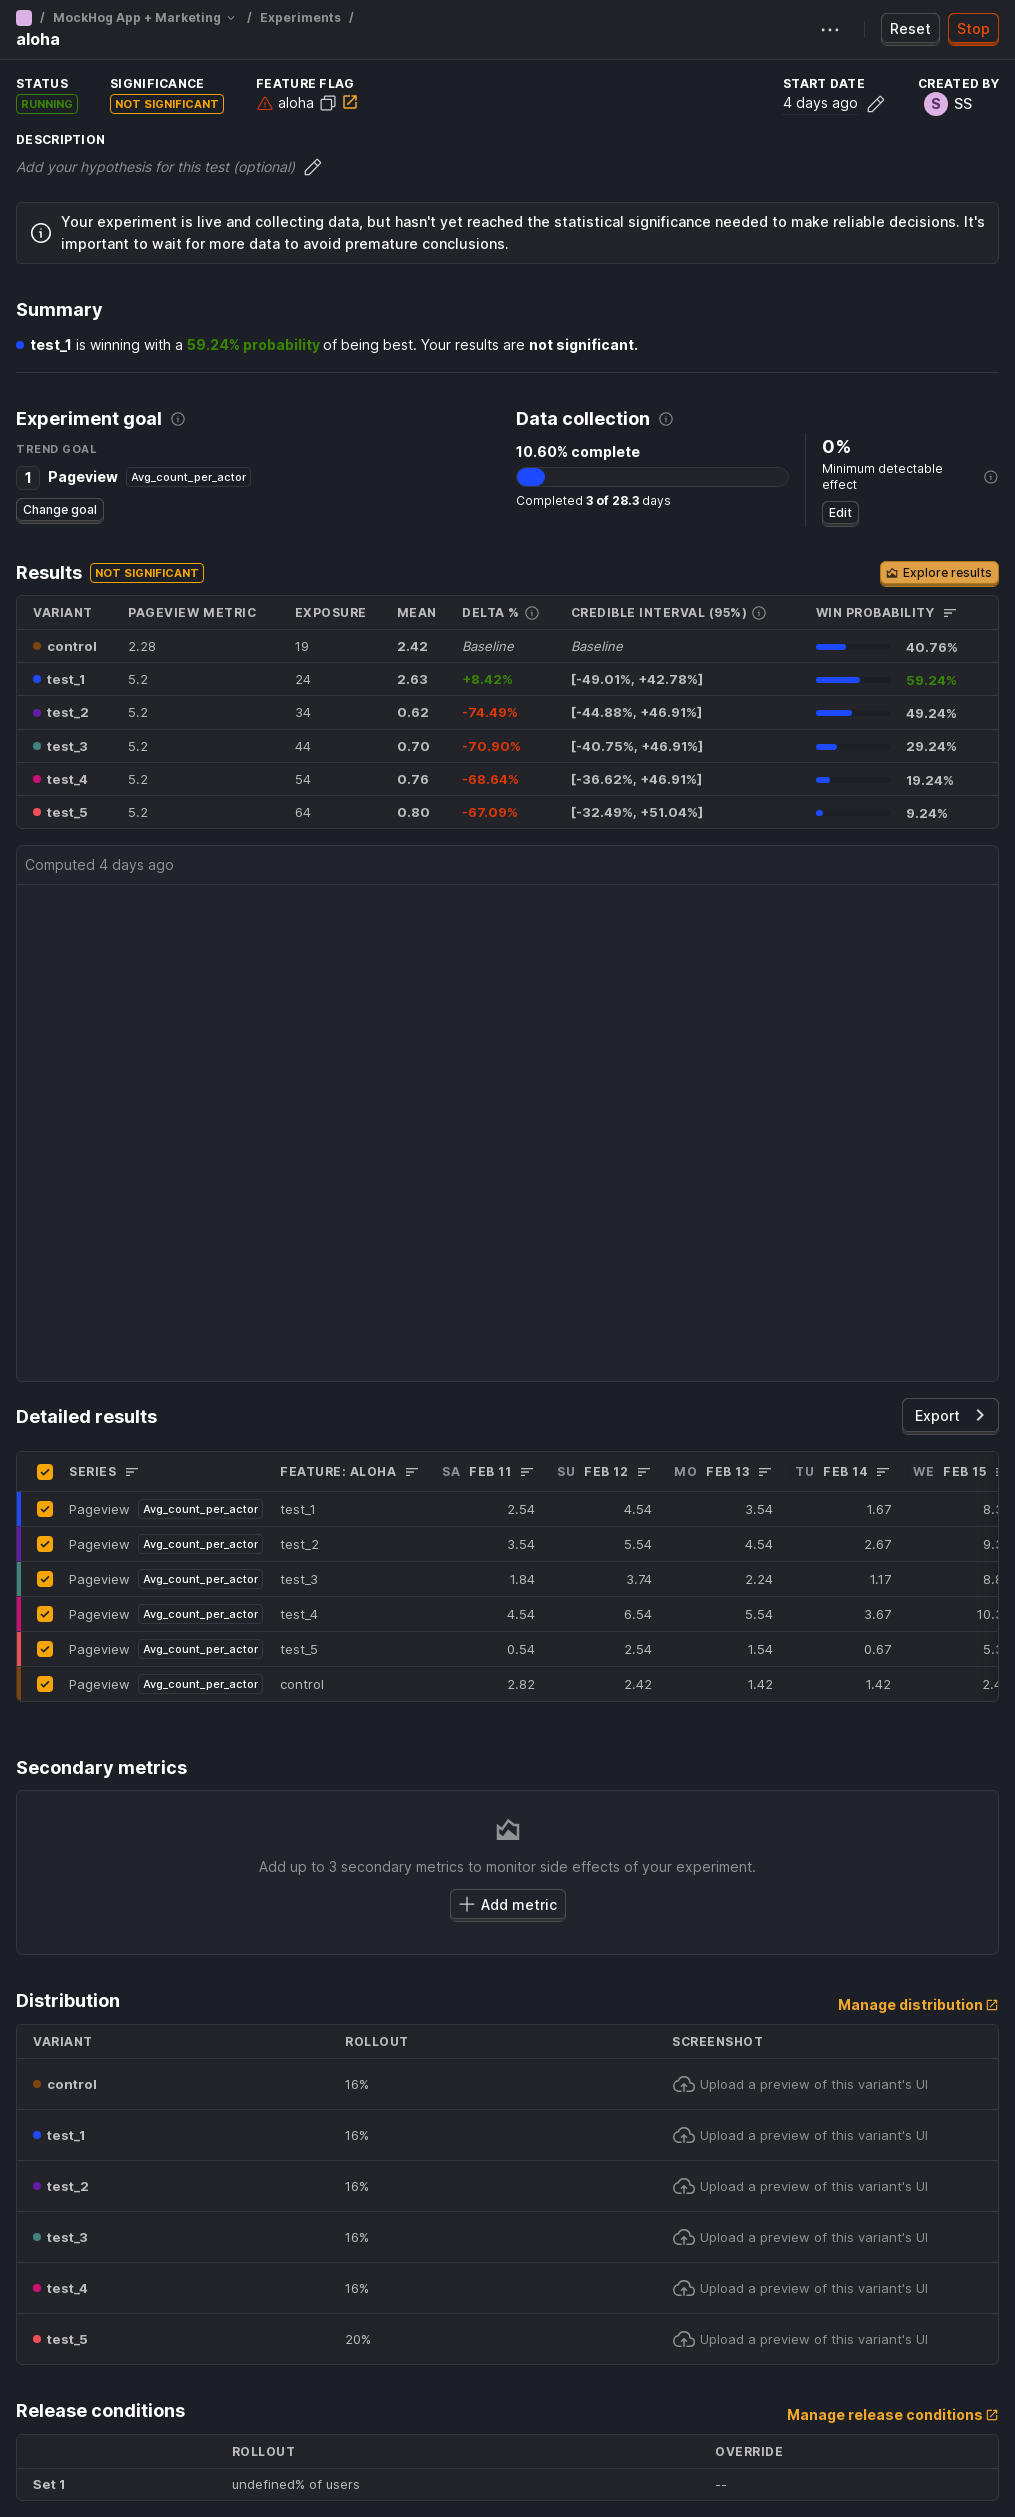 / MockHog App + Marketing / Experiments /
aloha
Reset Stop
STATUS SIGNIFICANCE FEATURE FLAG START DATE CREATED BY
RUNNING NOT SIGNIFICANT aloha 4 days ago S SS
DESCRIPTION
Add your hypothesis for this test (optional)
Your experiment is live and collecting data, but hasn't yet reached the statistical significance needed to make reliable decisions. It's
important to wait for more data to avoid premature conclusions.
Summary
test_1 is winning with a 59.24% probability of being best. Your results are not significant.
Experiment goal
TREND GOAL
1 Pageview Avg_count_per_actor
Change goal
Data collection
10.60% complete
Completed 3 of 28.3 days
0%
Minimum detectable
effect
Edit
Results NOT SIGNIFICANT Explore results
VARIANT PAGEVIEW METRIC EXPOSURE MEAN DELTA % CREDIBLE INTERVAL (95%) WIN PROBABILITY
control 2.28 19 2.42 Baseline Baseline 40.76%
test_1 5.2 24 2.63 +8.42% [-49.01%, +42.78%] 59.24%
test_2 5.2 34 0.62 -74.49% [-44.88%, +46.91%] 49.24%
test_3 5.2 44 0.70 -70.90% [-40.75%, +46.91%] 29.24%
test_4 5.2 54 0.76 -68.64% [-36.62%, +46.91%] 19.24%
test_5 5.2 64 0.80 -67.09% [-32.49%, +51.04%] 9.24%
Computed 4 days ago
Detailed results Export
SERIES FEATURE: ALOHA SA FEB 11 SU FEB 12 MO FEB 13 TU FEB 14 WE FEB 15
Pageview Avg_count_per_actor test_1 2.54 4.54 3.54 1.67
Pageview Avg_count_per_actor test_2 3.54 5.54 4.54 2.67
Pageview Avg_count_per_actor test_3 1.84 3.74 2.24 1.17
Pageview Avg_count_per_actor test_4 4.54 6.54 5.54 3.67
Pageview Avg_count_per_actor test_5 0.54 2.54 1.54 0.67
Pageview Avg_count_per_actor control 2.82 2.42 1.42 1.42
Secondary metrics
Add up to 3 secondary metrics to monitor side effects of your experiment.
Add metric
Distribution Manage distribution
VARIANT ROLLOUT SCREENSHOT
control 16% Upload a preview of this variant's UI
test_1 16% Upload a preview of this variant's UI
test_2 16% Upload a preview of this variant's UI
test_3 16% Upload a preview of this variant's UI
test_4 16% Upload a preview of this variant's UI
test_5 20% Upload a preview of this variant's UI
Release conditions Manage release conditions
ROLLOUT OVERRIDE
Set 1 undefined% of users --